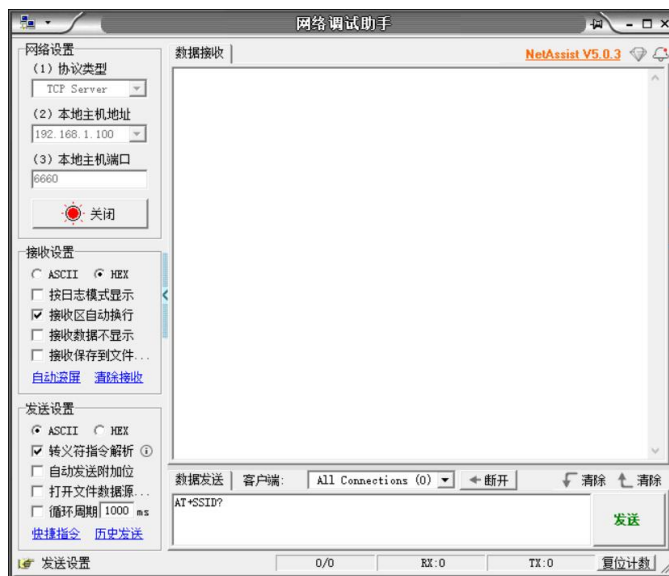 网络调试助手
网络设置
(1) 协议类型
TCP Server
(2) 本地主机地址
192.168.1.100
(3) 本地主机端口
6660
关闭
接收设置
ASCII HEX
按日志模式显示
接收区自动换行
接收数据不显示
接收保存到文件...
自动滚屏 清除接收
发送设置
ASCII HEX
转义符指令解析
自动发送附加位
打开文件数据源...
循环周期 1000 ms
快捷指令 历史发送
数据接收
NetAssist V5.0.3
数据发送 客户端: All Connections (0) 断开 清除 清除
AT+SSID?
发送
发送设置 0/0 RX:0 TX:0 复位计数